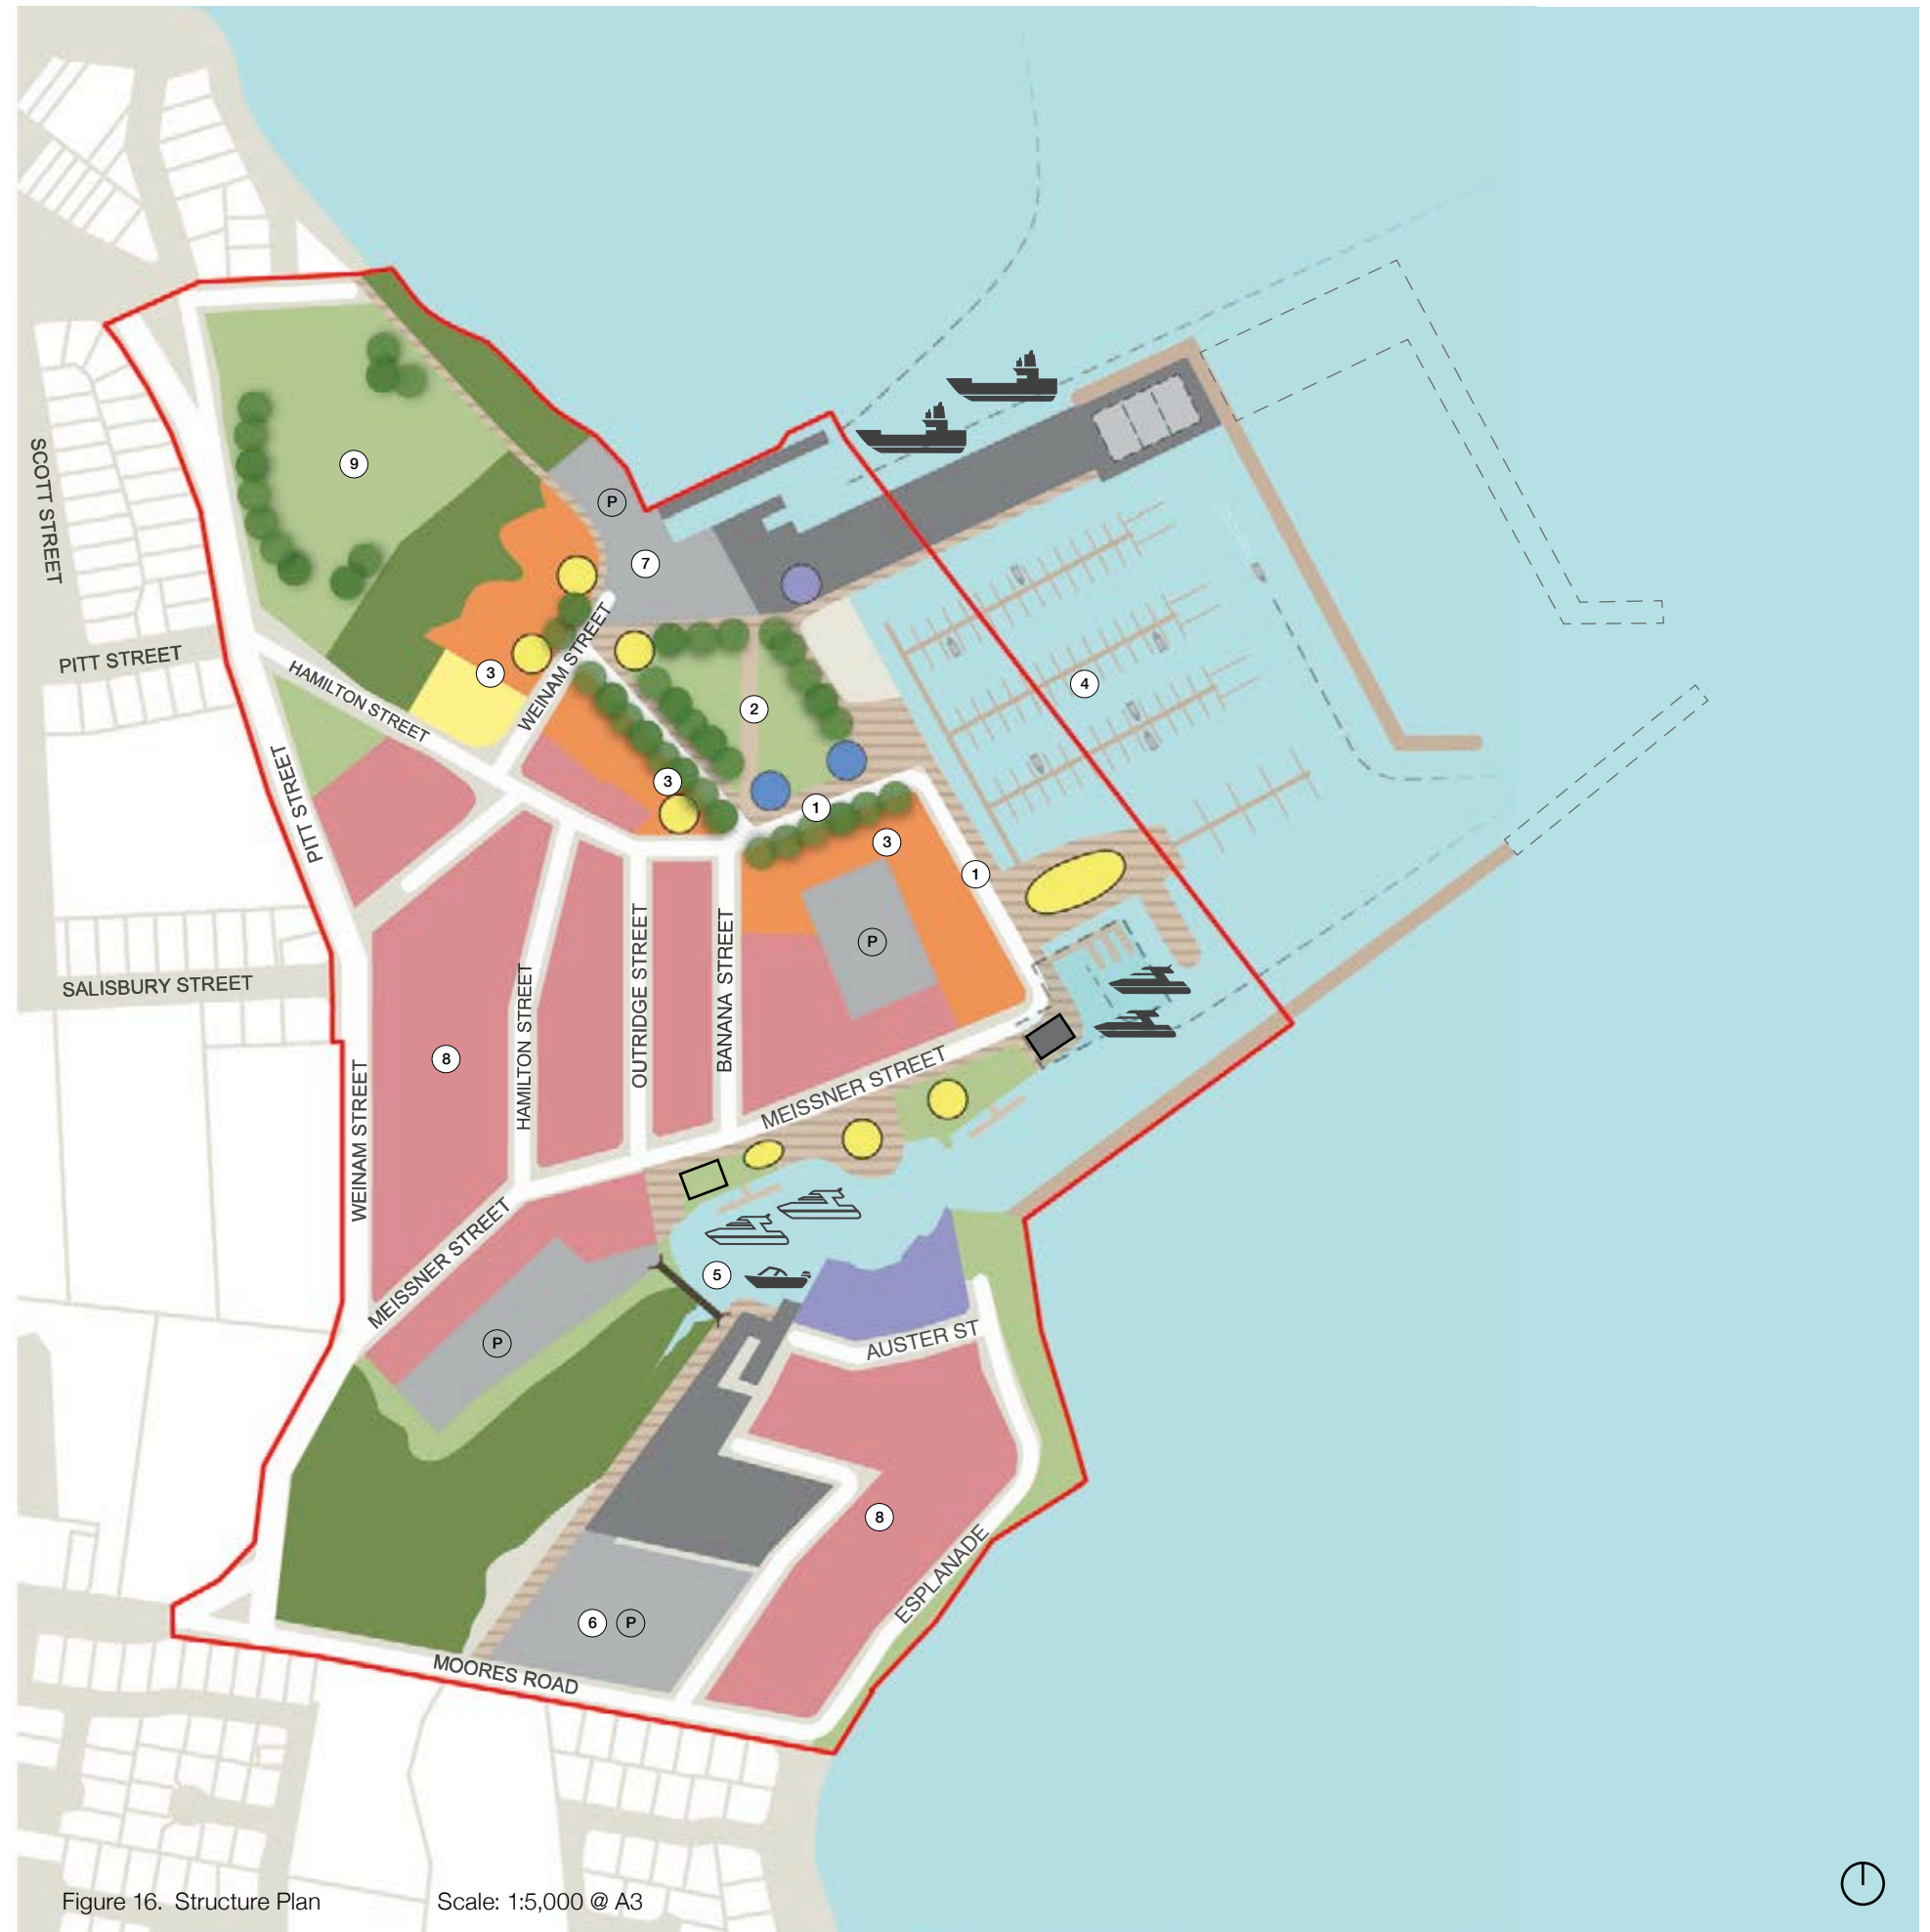 9
P
7
SCOTT STREET
PITT STREET
HAMILTON STREET
3
WEINAM STREET
4
2
PITT STREET
3
1
3
1
P
SALISBURY STREET
OUTRIDGE STREET
BANANA STREET
HAMILTON STREET
8
WEINAM STREET
MEISSNER STREET
MEISSNER STREET
5
P
AUSTER ST
8
ESPLANADE
6 P
MOORES ROAD
Figure 16. Structure Plan
Scale: 1:5,000 @ A3